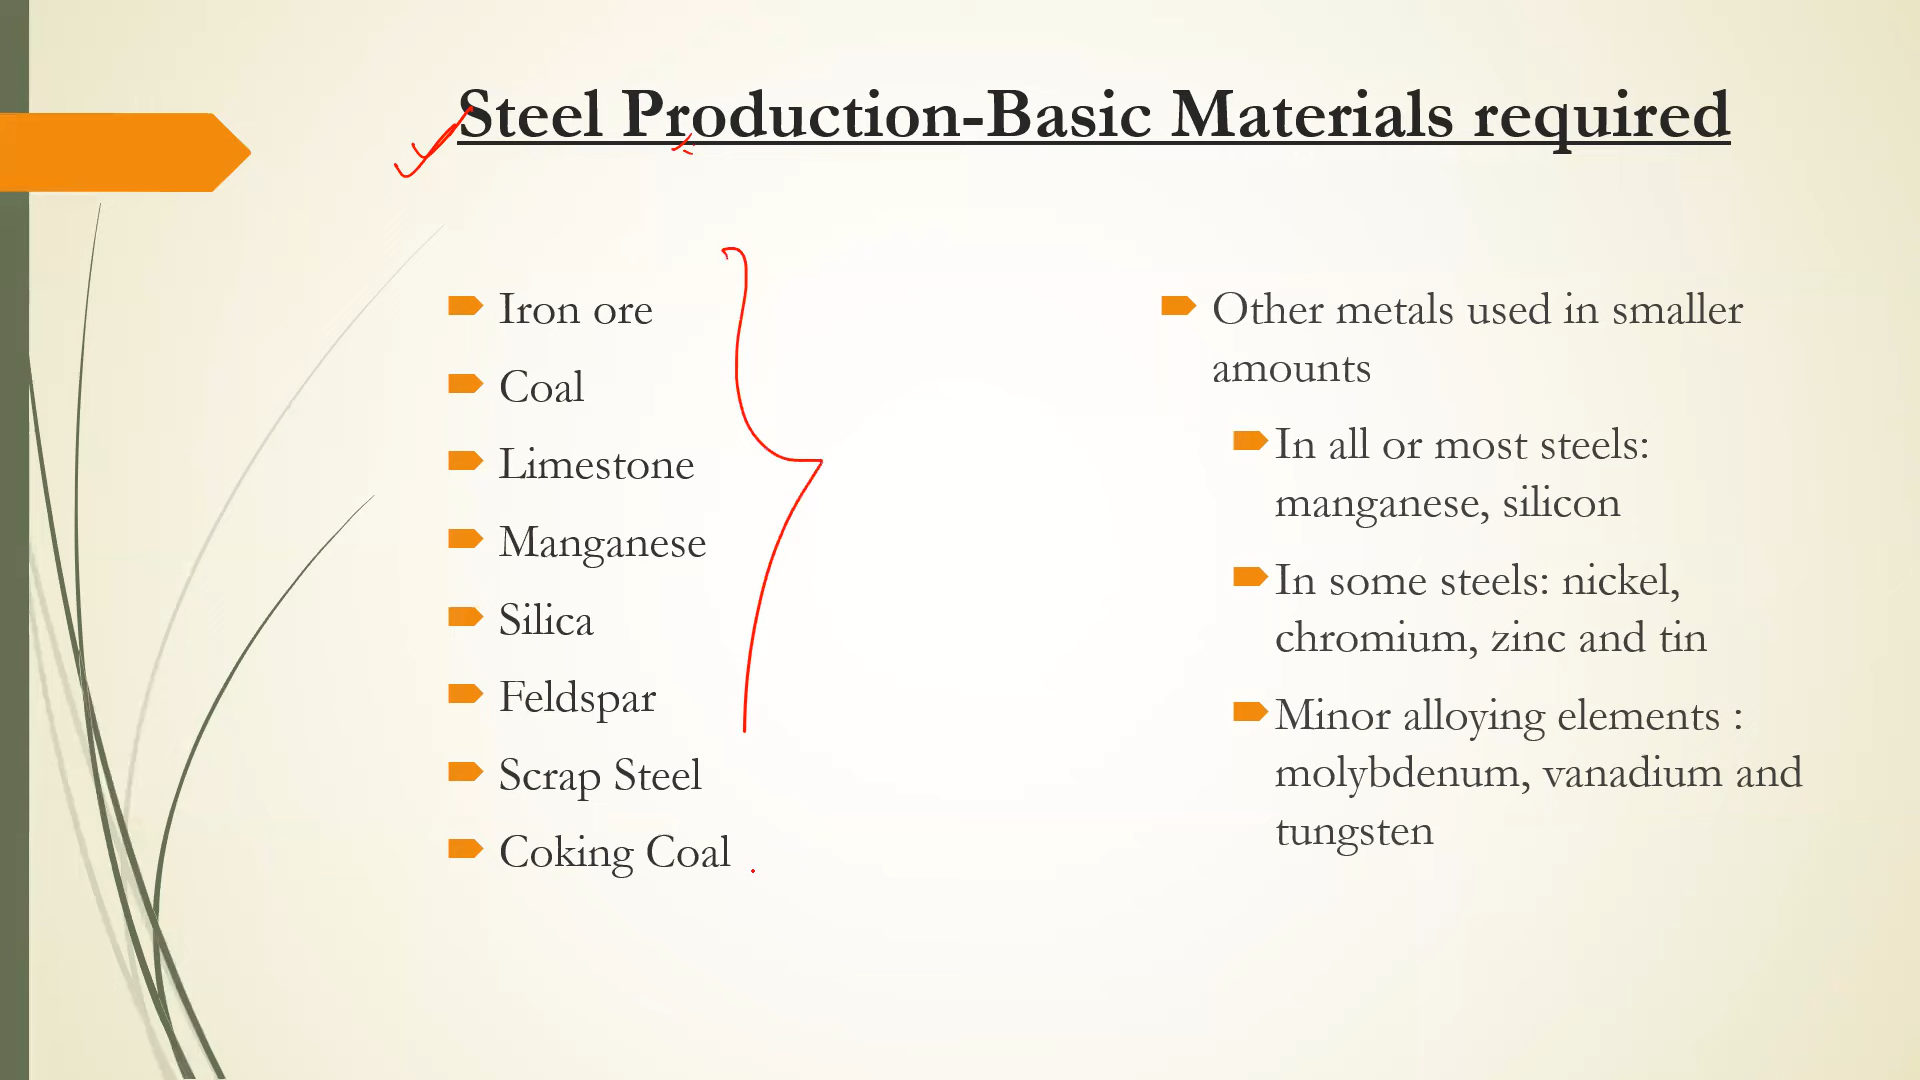 Steel Production-Basic Materials required
Iron ore
Coal
Limestone
Manganese
Silica
Feldspar
Scrap Steel
Coking Coal
Other metals used in smaller
amounts
In all or most steels:
manganese, silicon
In some steels: nickel,
chromium, zinc and tin
Minor alloying elements :
molybdenum, vanadium and
tungsten